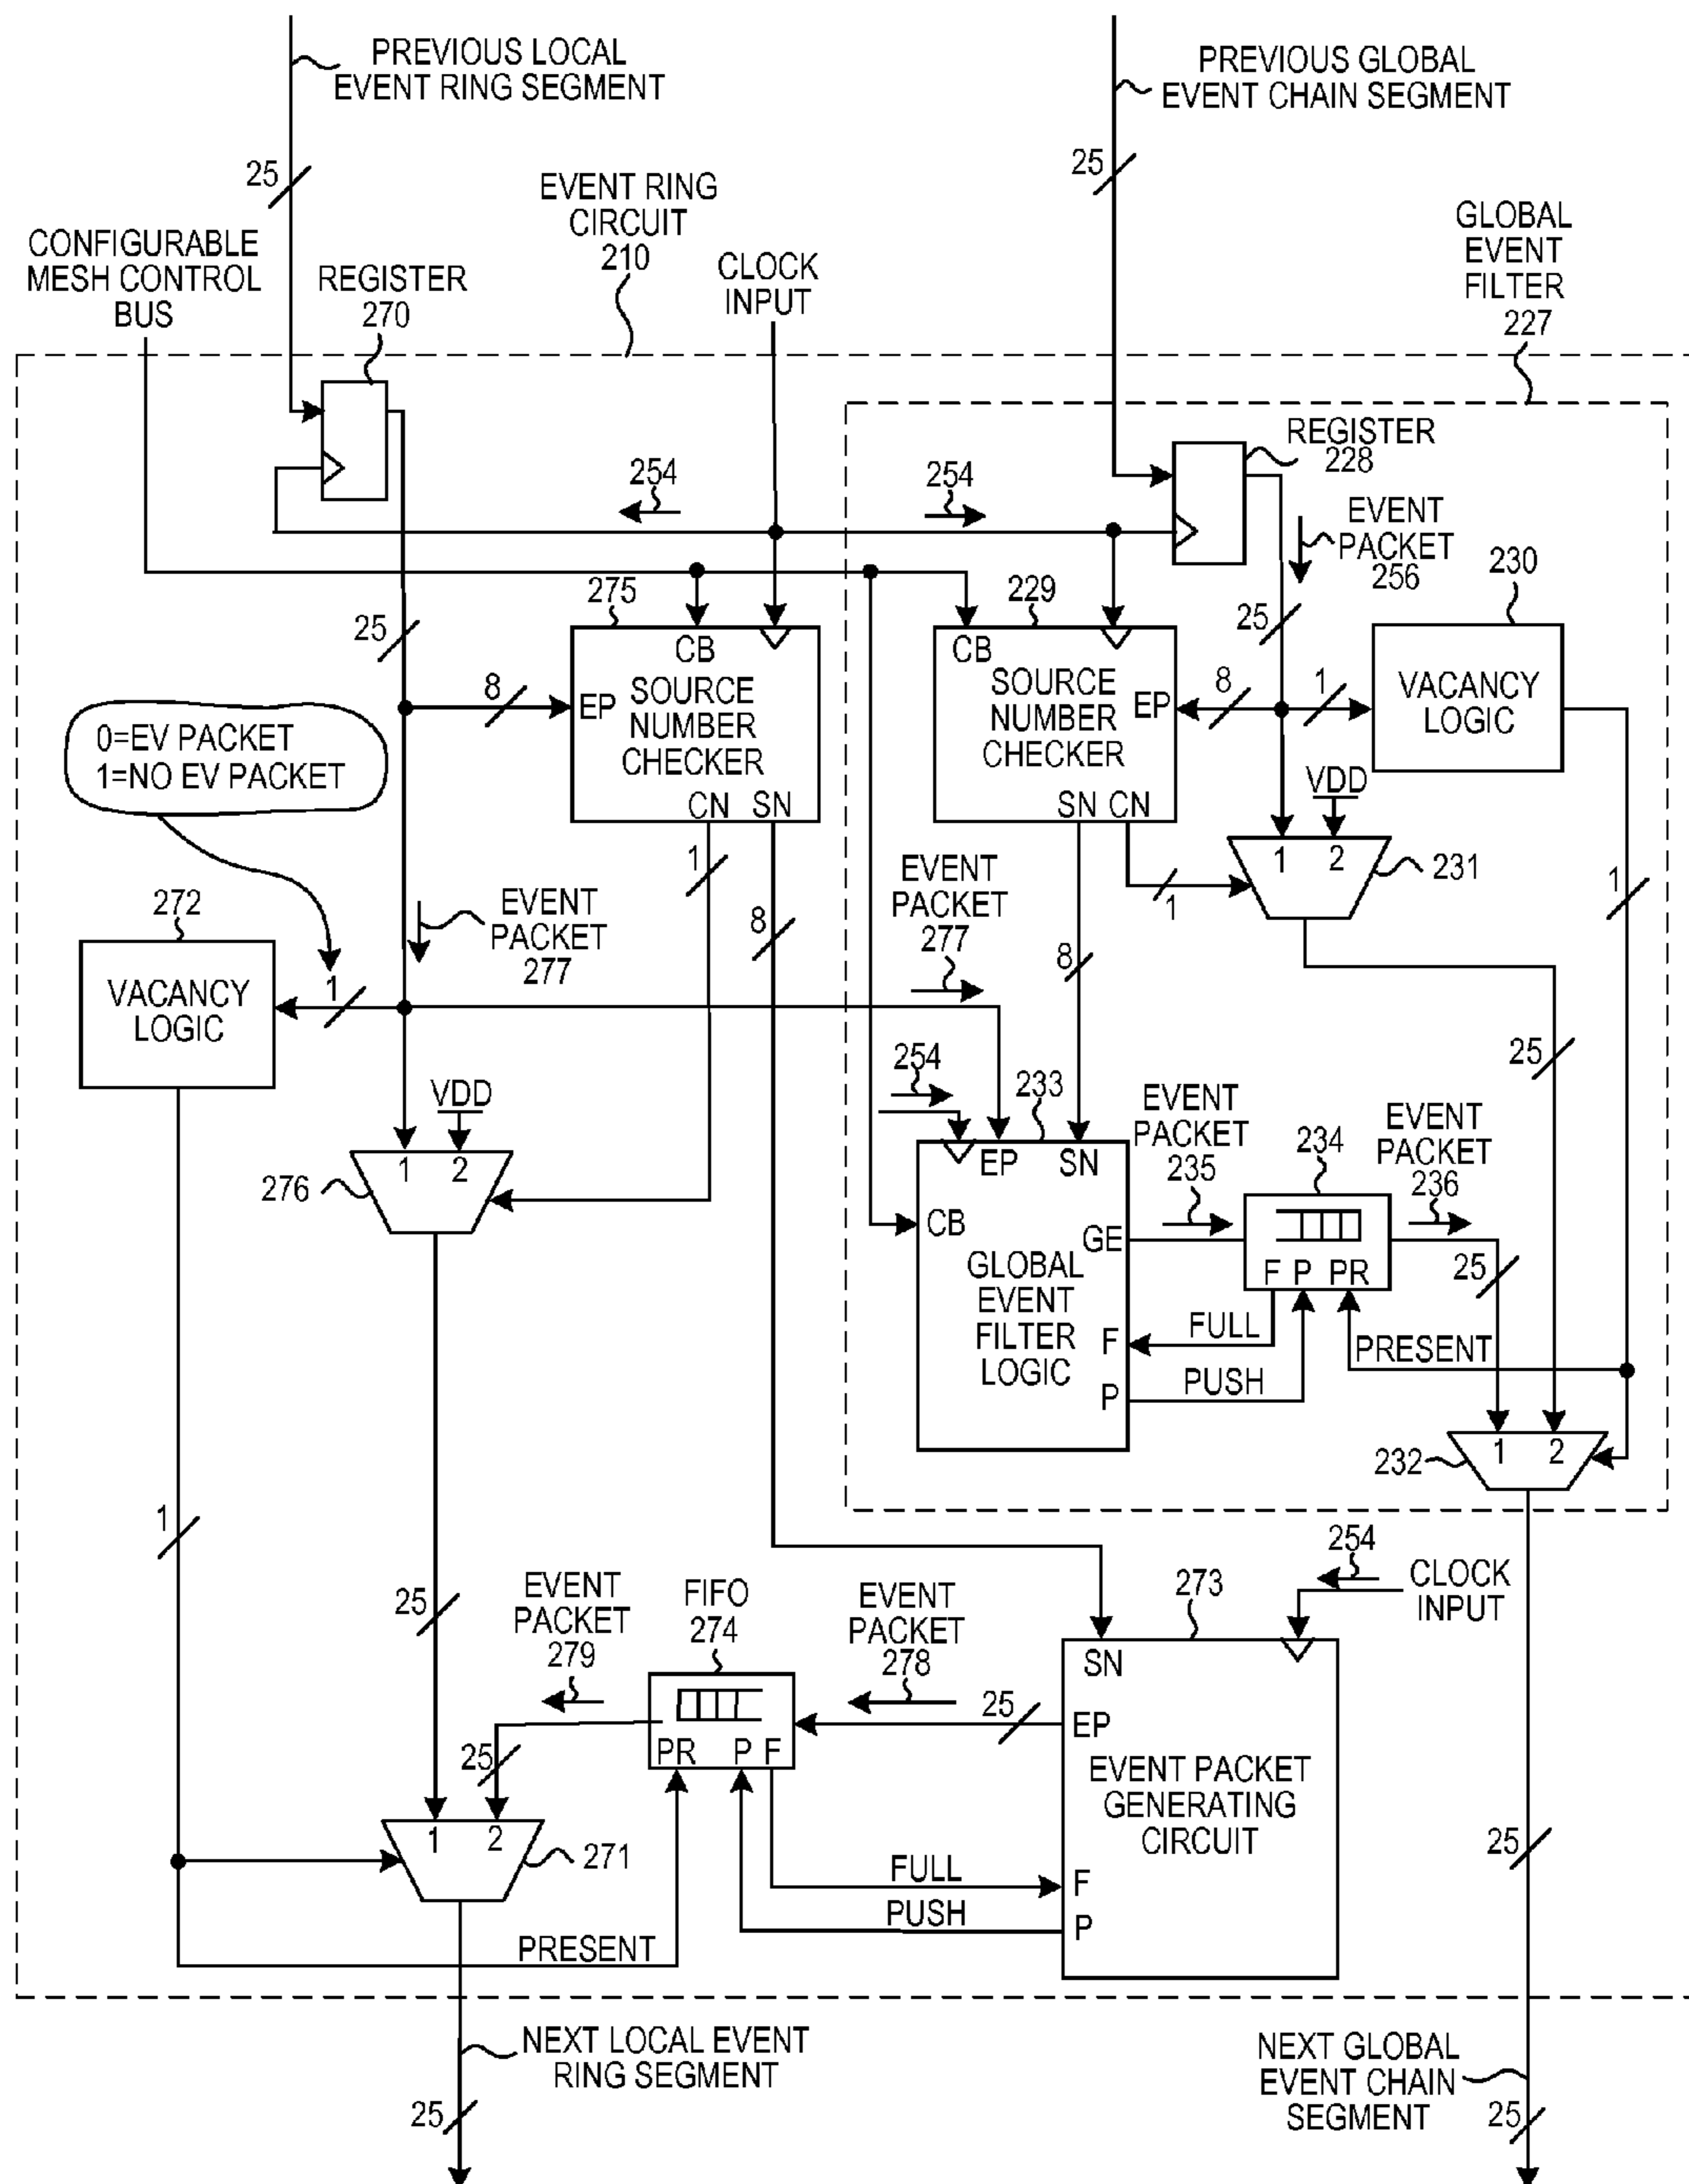 PREVIOUS LOCAL
EVENT RING SEGMENT
PREVIOUS GLOBAL
EVENT CHAIN SEGMENT
25
25
EVENT RING
CIRCUIT
210
GLOBAL
EVENT
FILTER
227
CONFIGURABLE
MESH CONTROL
BUS
REGISTER
270
CLOCK
INPUT
REGISTER
228
254
254
EVENT
PACKET
256
275
229
230
25
25
CB
SOURCE
NUMBER
CHECKER
EP
CN SN
8
CB
SOURCE
NUMBER
CHECKER
EP
SN CN
8
1
VACANCY
LOGIC
0=EV PACKET
1=NO EV PACKET
VDD
1 2
231
1
1
1
272
EVENT
PACKET
277
8
EVENT
PACKET
277
8
VACANCY
LOGIC
1
25
254
233
VDD
1 2
276
EP SN
CB
GE
GLOBAL
EVENT
FILTER
LOGIC
F
P
EVENT
PACKET
235
234
EVENT
PACKET
236
F P PR
25
FULL
PUSH
PRESENT
1 2
232
1
25
EVENT
PACKET
279
FIFO
274
EVENT
PACKET
278
273
254
CLOCK
INPUT
SN
EP
EVENT PACKET
GENERATING
CIRCUIT
F
P
25
PR P F
25
1 2
271
FULL
PUSH
PRESENT
25
NEXT LOCAL EVENT
RING SEGMENT
25
NEXT GLOBAL
EVENT CHAIN
SEGMENT
25